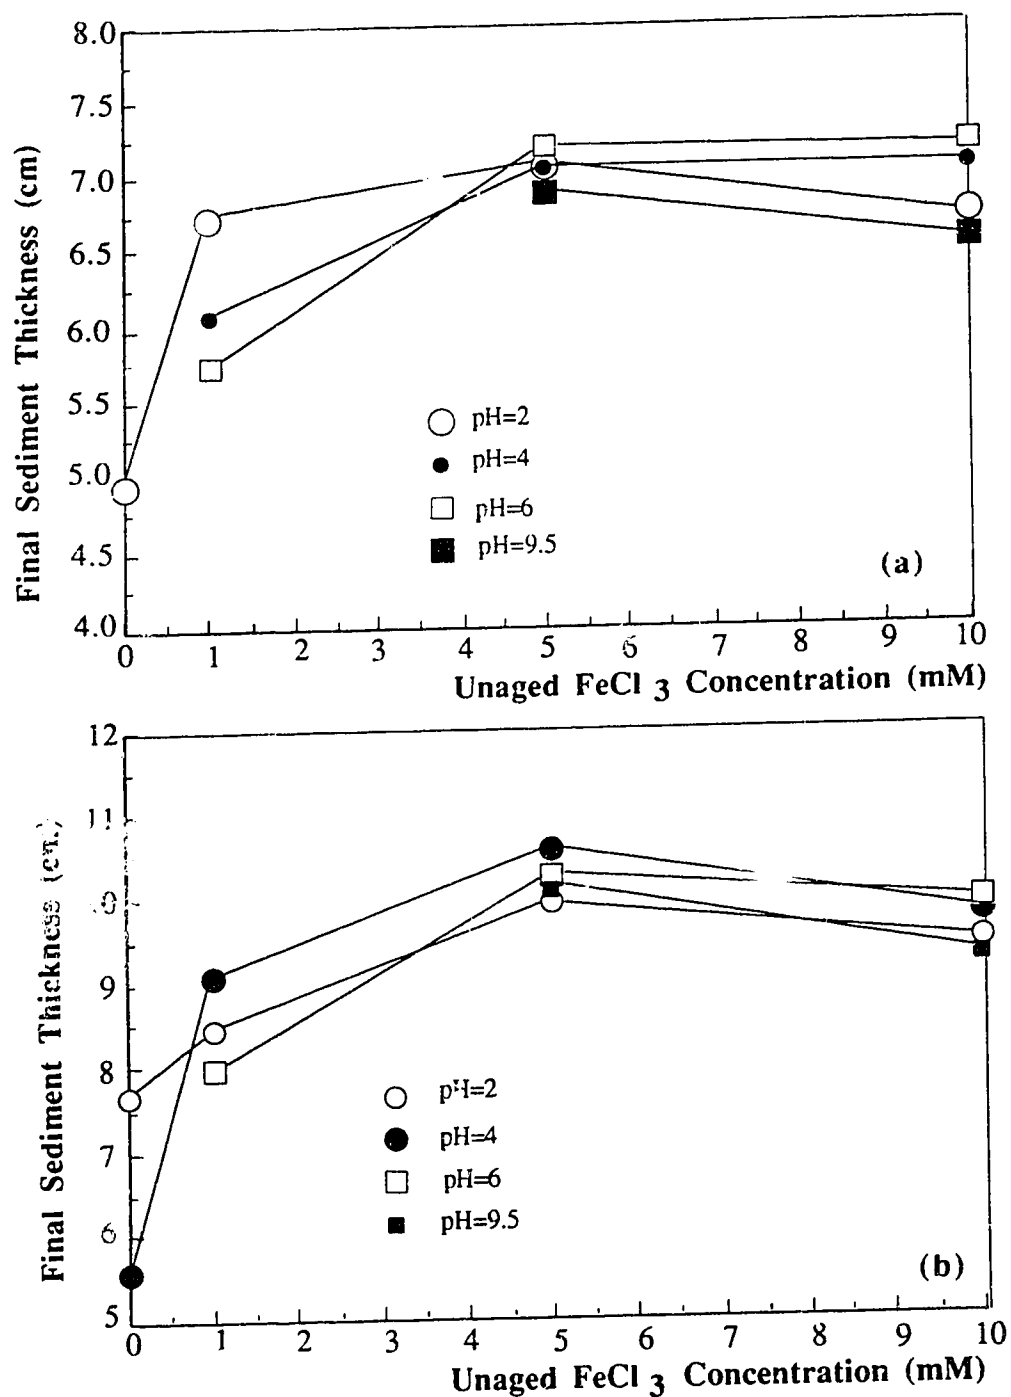 8.0
7.5
7.0
6.5
6.0
5.5
5.0
4.5
4.0
Final Sediment Thickness (cm)
pH=2
pH=4
pH=6
pH=9.5
(a)
0 1 2 3 4 5 6 7 8 9 10
Unaged FeCl 3 Concentration (mM)
12
11
9
8
7
6
5
Final Sediment Thickness
pH=2
pH=4
pH=6
pH=9.5
(b)
0 1 2 3 4 5 6 7 8 9 10
Unaged FeCl 3 Concentration (mM)